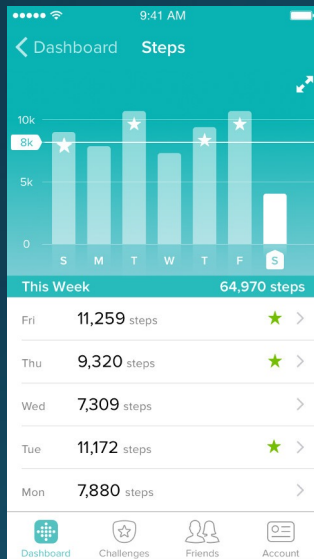 9:41 AM
Dashboard Steps
10k
8k
5k
0
S M T W T F S
This Week 64,970 steps
Fri 11,259 steps
Thu 9,320 steps
Wed 7,309 steps
Tue 11,172 steps
Mon 7,880 steps
Dashboard Challenges Friends Account